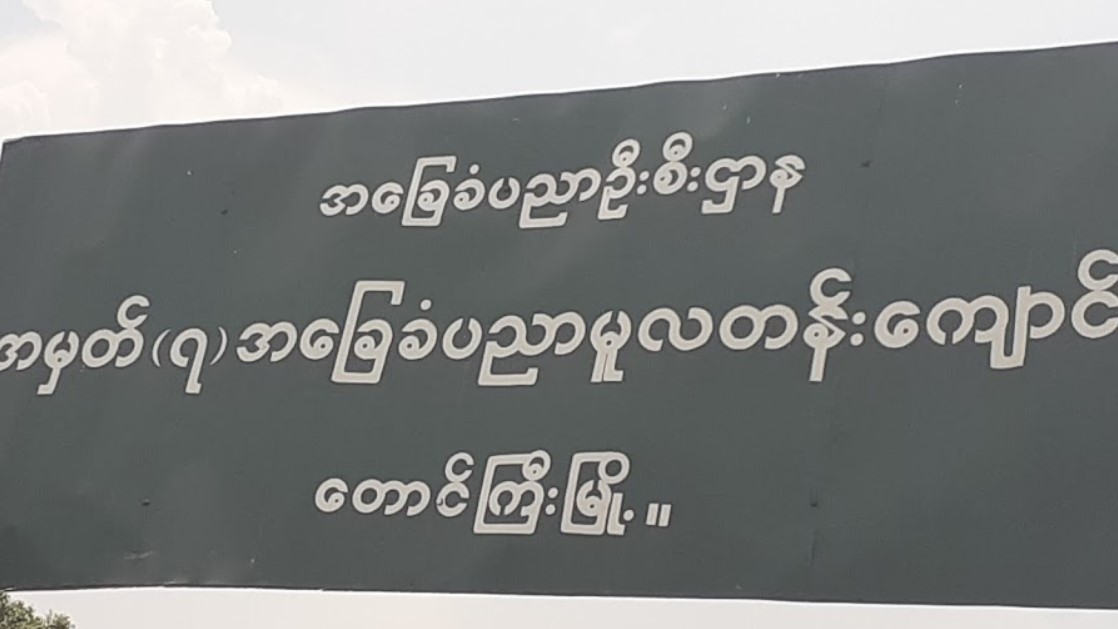 အခြေခံပညာဦးစီးဌာန
အမှတ်(၇)အခြေခံပညာမူလတန်းကျောင်
တောင်ကြီးမြို့။